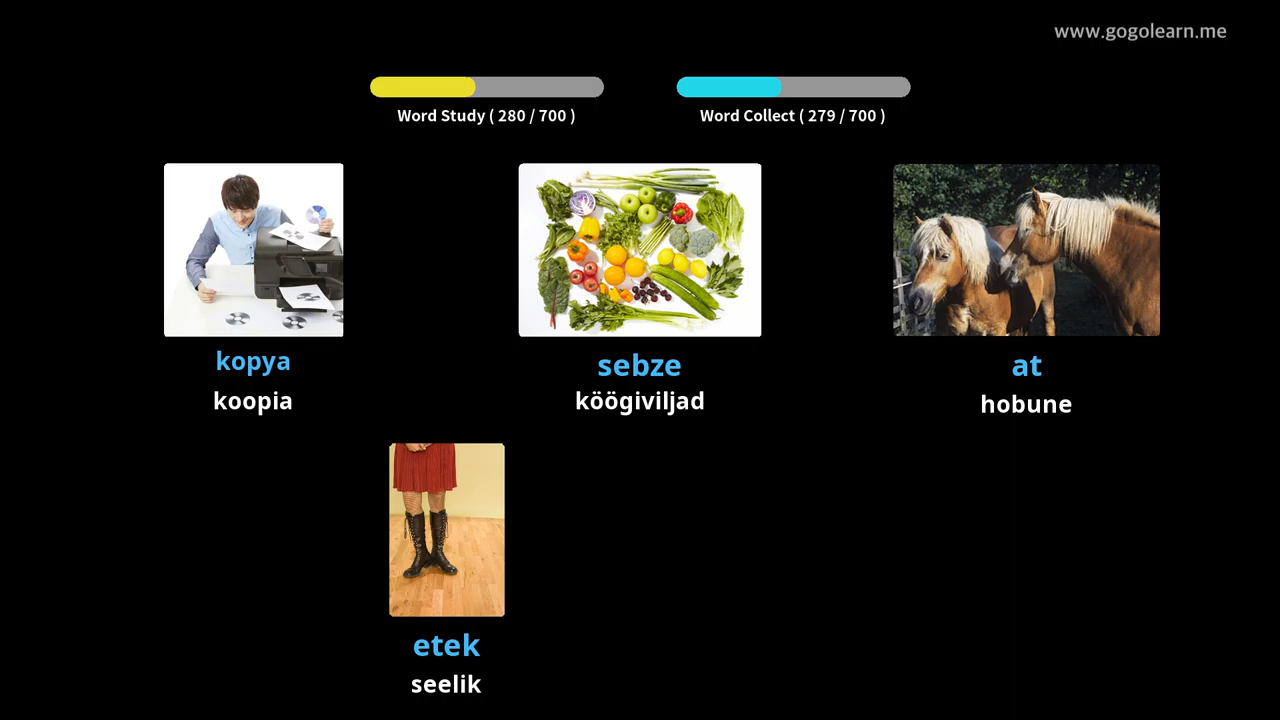 www.gogolearn.me
Word Study ( 280 / 700 )
Word Collect ( 279 / 700 )
kopya
koopia
sebze
köögiviljad
at
hobune
etek
seelik